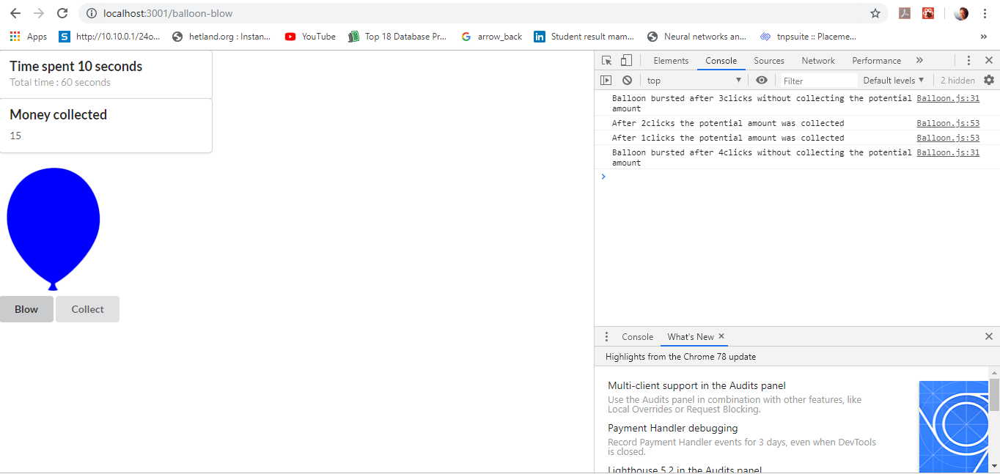 localhost:3001/balloon-blow
Apps http://10.10.0.1/24o... hetland.org : Instan... YouTube Top 18 Database Pr... arrow_back Student result mam... Neural networks an... tnpsuite :: Placeme... »
Time spent 10 seconds
Total time : 60 seconds
Money collected
15
Blow Collect
Elements Console Sources Network Performance »
top Filter Default levels 2 hidden
Balloon bursted after 3clicks without collecting the potential Balloon.js:31
amount
After 2clicks the potential amount was collected Balloon.js:53
After 1clicks the potential amount was collected Balloon.js:53
Balloon bursted after 4clicks without collecting the potential Balloon.js:31
amount
Console What's New
Highlights from the Chrome 78 update
Multi-client support in the Audits panel
Use the Audits panel in combination with other features, like
Local Overrides or Request Blocking.
Payment Handler debugging
Record Payment Handler events for 3 days, even when DevTools
is closed.
Lighthouse 5.2 in the Audits panel